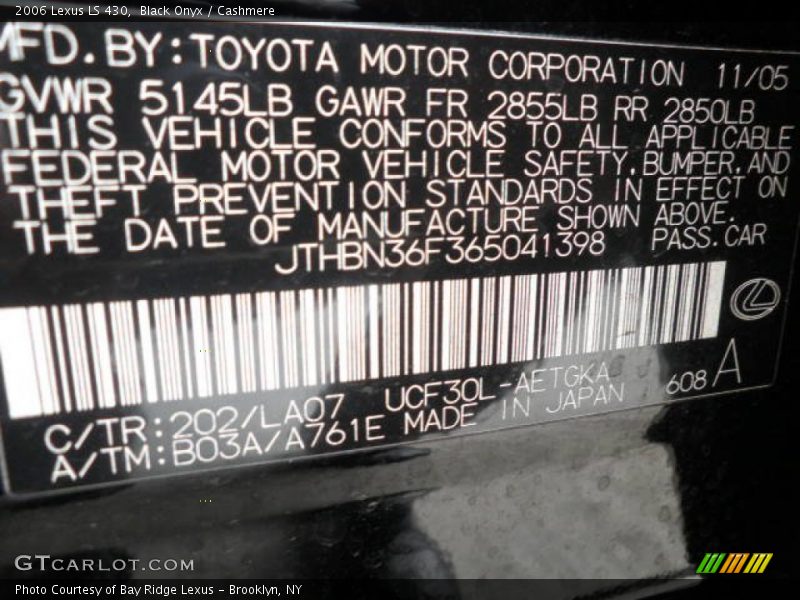 2006 Lexus LS 430,  Black Onyx / Cashmere
MFD. BY: TOYOTA MOTOR CORPORATION 11/05
GVWR 5145LB GAWR FR 2855LB RR 2850LB
THIS VEHICLE CONFORMS TO ALL APPLICABLE
FEDERAL MOTOR VEHICLE SAFETY, BUMPER, AND
THEFT PREVENTION STANDARDS IN EFFECT ON
THE DATE OF MANUFACTURE SHOWN ABOVE.
JTHBN36F365041398 PASS. CAR
C/TR: 202/LA07 UCF30L-AETGKA 608 A
A/TM: B03A/A761E MADE IN JAPAN
GTCARLOT.COM
Photo Courtesy of Bay Ridge Lexus - Brooklyn, NY